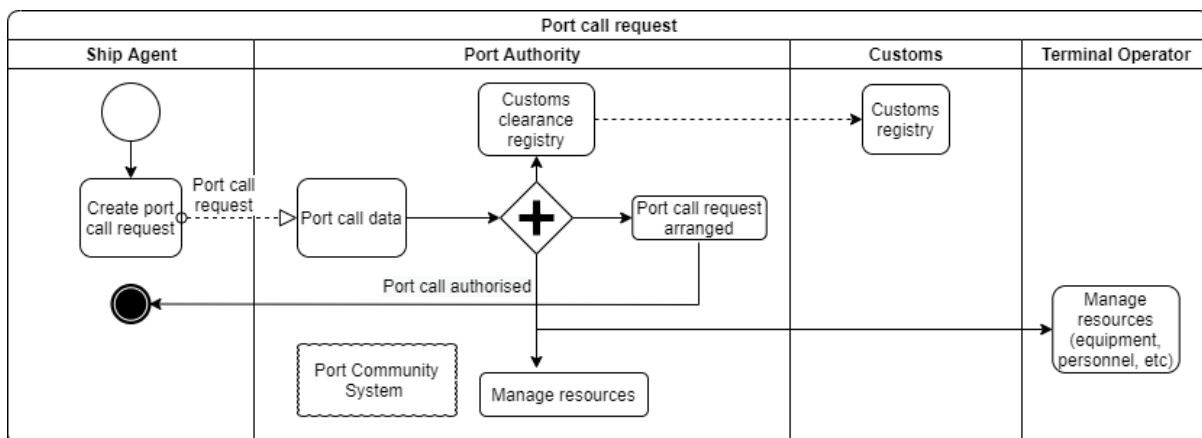 Port call request
Ship Agent
Port Authority
Customs
Terminal Operator
Customs
clearance
registry
Customs
registry
Port call
request
Create port
call request
Port call data
Port call request
arranged
Port call authorised
Manage
resources
(equipment,
personnel, etc)
Port Community
System
Manage resources